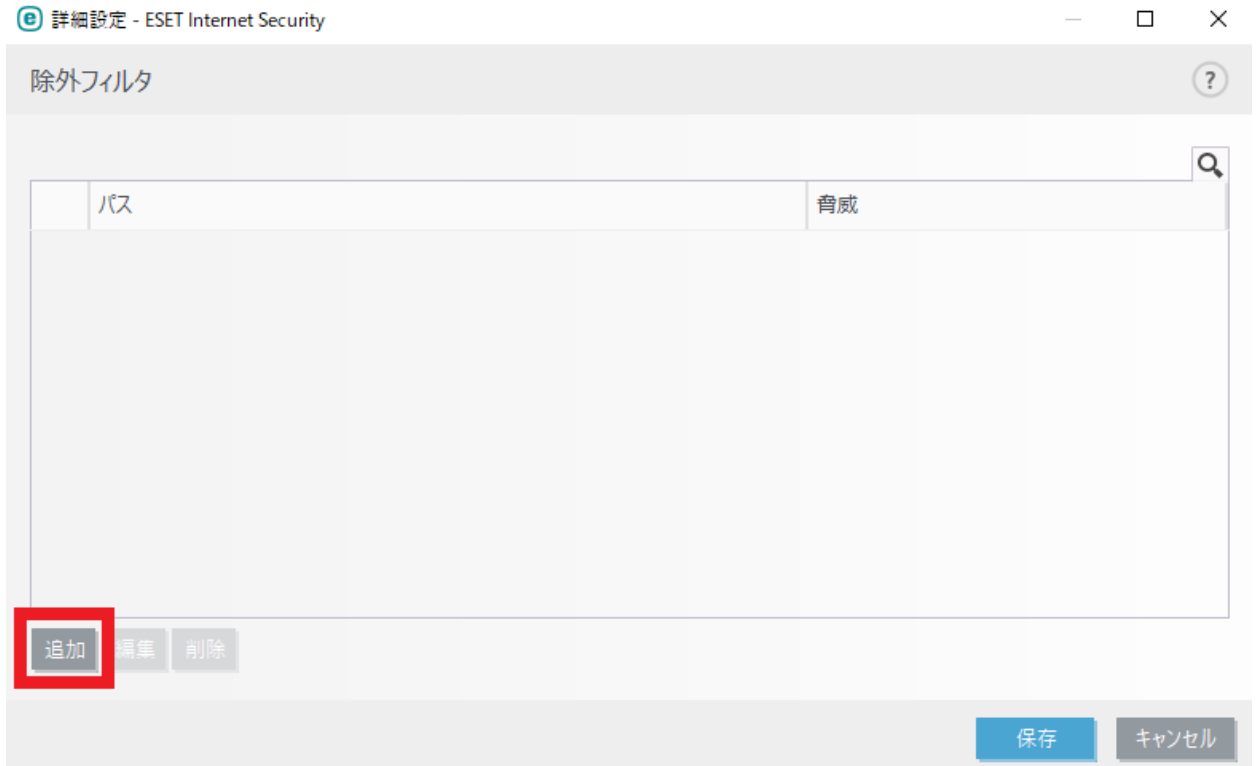 詳細設定 - ESET Internet Security
除外フィルタ
?
パス 脅威
追加 編集 削除
保存 キャンセル